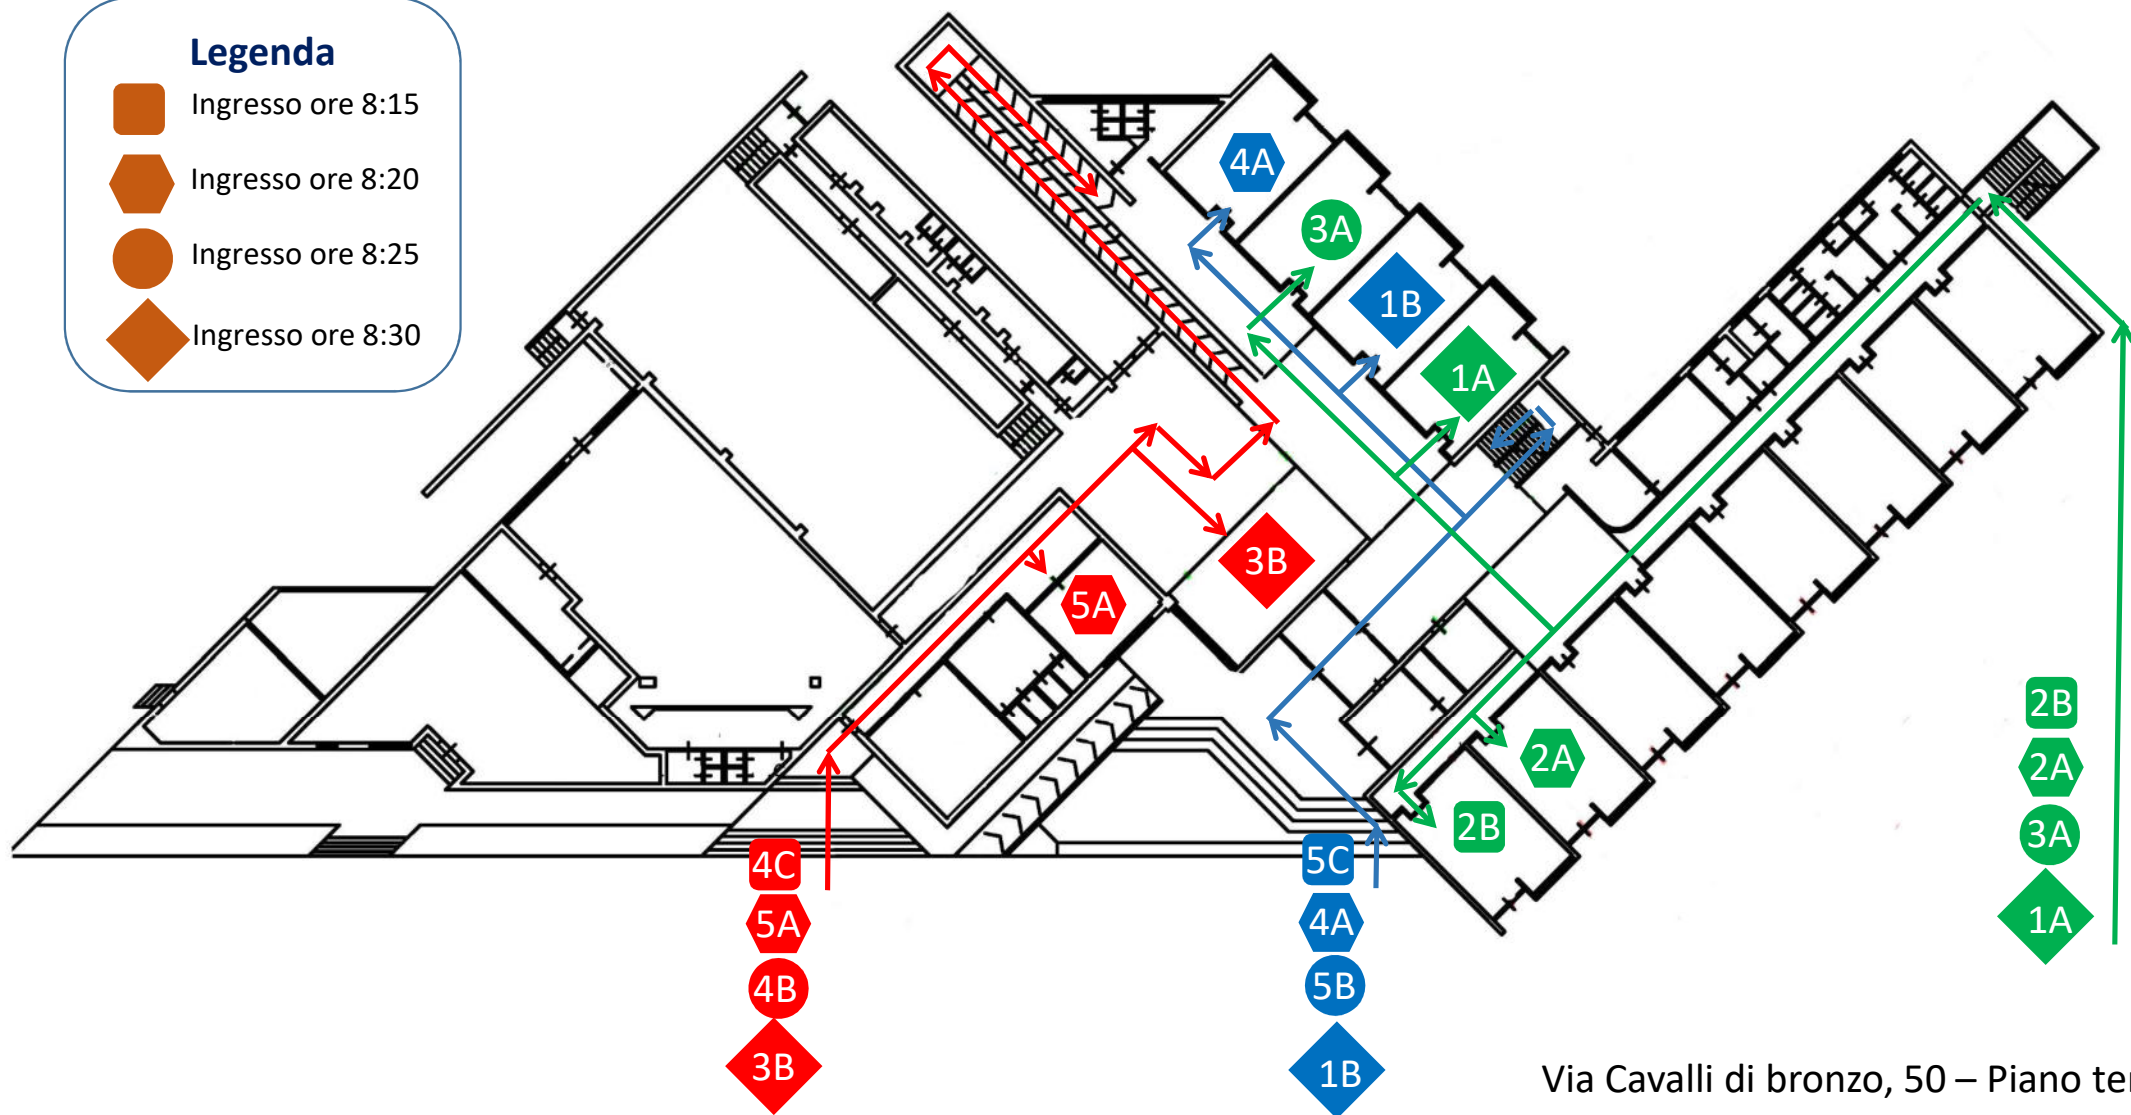 Legenda
Ingresso ore 8:15
Ingresso ore 8:20
Ingresso ore 8:25
Ingresso ore 8:30
4A
3A
1B
1A
3B
5A
2A
2B
4C
5A
4B
3B
5C
4A
5B
1B
2B
2A
3A
1A
Via Cavalli di bronzo, 50 – Piano